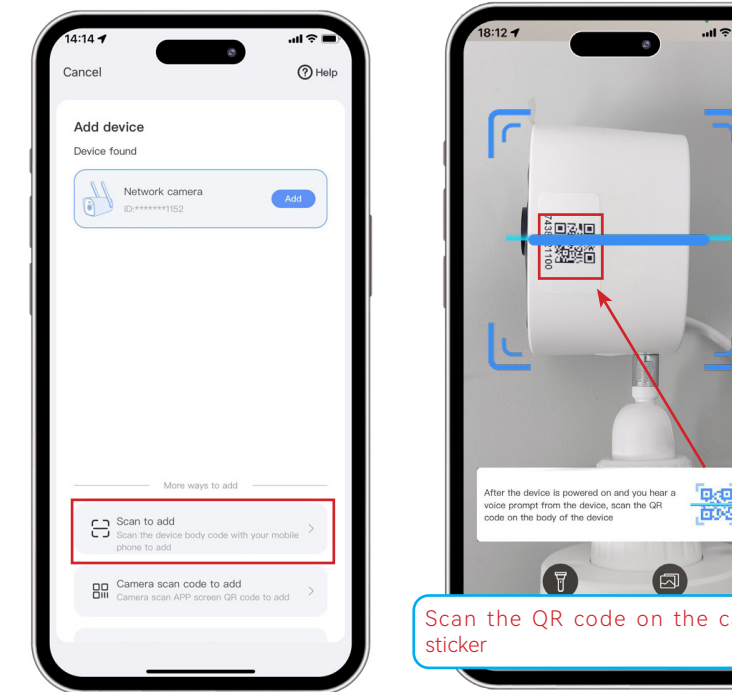 14:14
Cancel
Help
Add device
Device found
Network camera
ID:*******1152
Add
More ways to add
Scan to add
Scan the device body code with your mobile
phone to add
Camera scan code to add
Camera scan APP screen QR code to add
18:12
After the device is powered on and you hear a
voice prompt from the device, scan the QR
code on the body of the device
Scan the QR code on the
sticker